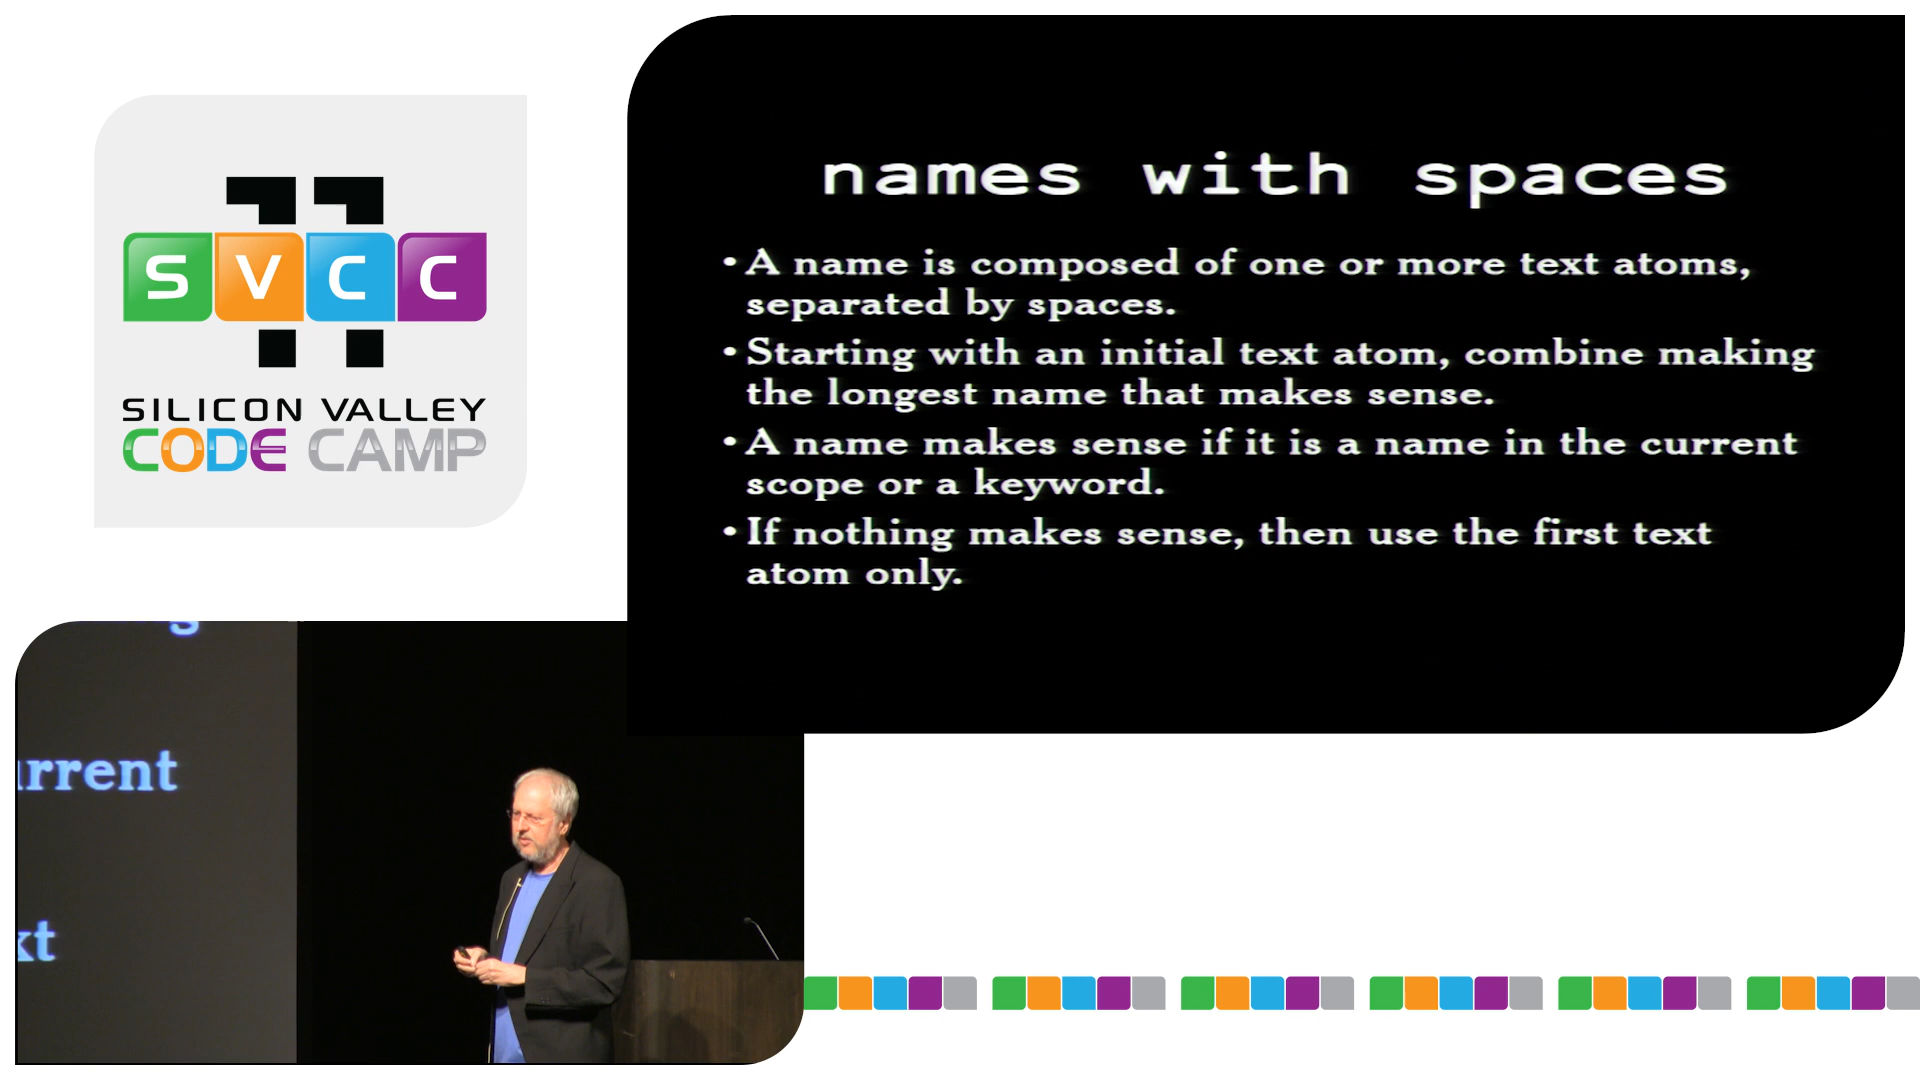 11
SVCC
SILICON VALLEY
CODE CAMP
names with spaces
• A name is composed of one or more text atoms,
separated by spaces.
• Starting with an initial text atom, combine making
the longest name that makes sense.
• A name makes sense if it is a name in the current
scope or a keyword.
• If nothing makes sense, then use the first text
atom only.
g
rrent
xt